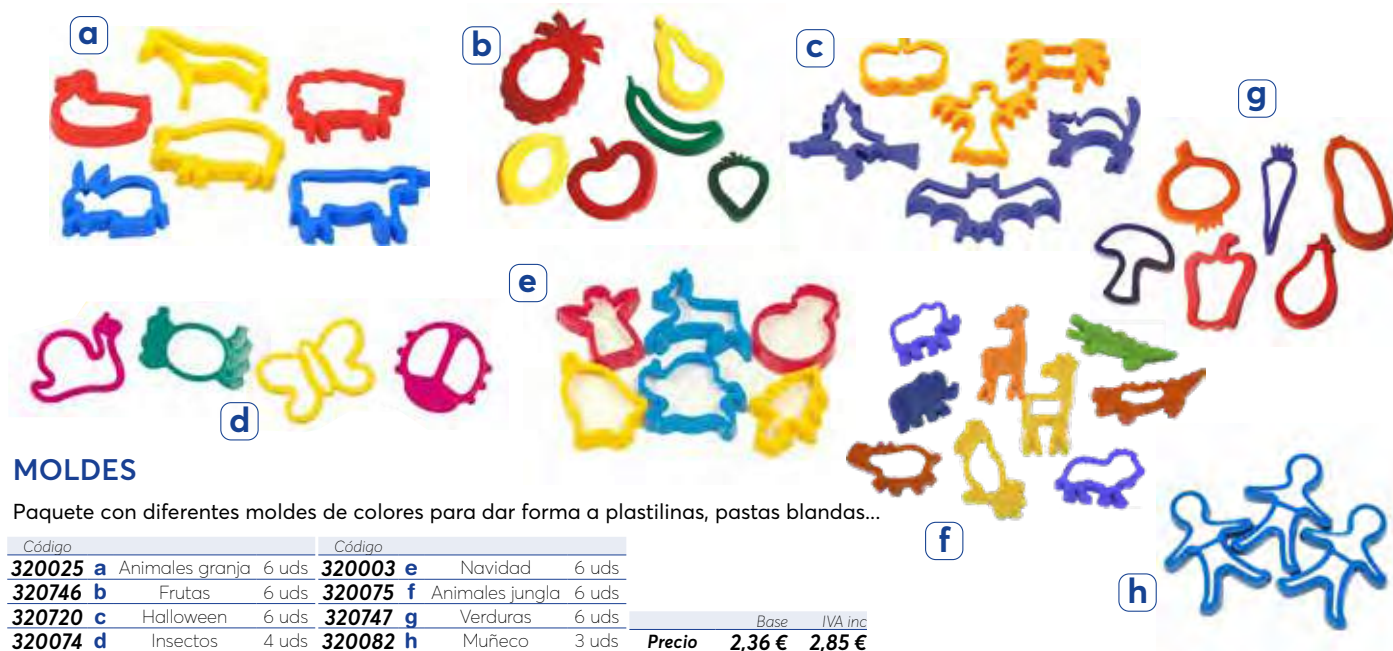 a
b
c
g
e
d
f
h
MOLDES
Paquete con diferentes moldes de colores para dar forma a plastilinas, pastas blandas...
Código Código
320025 a Animales granja 6 uds 320003 e Navidad 6 uds
320746 b Frutas 6 uds 320075 f Animales jungla 6 uds
320720 c Halloween 6 uds 320747 g Verduras 6 uds
320074 d Insectos 4 uds 320082 h Muñeco 3 uds
Base IVA inc
Precio 2,36 € 2,85 €